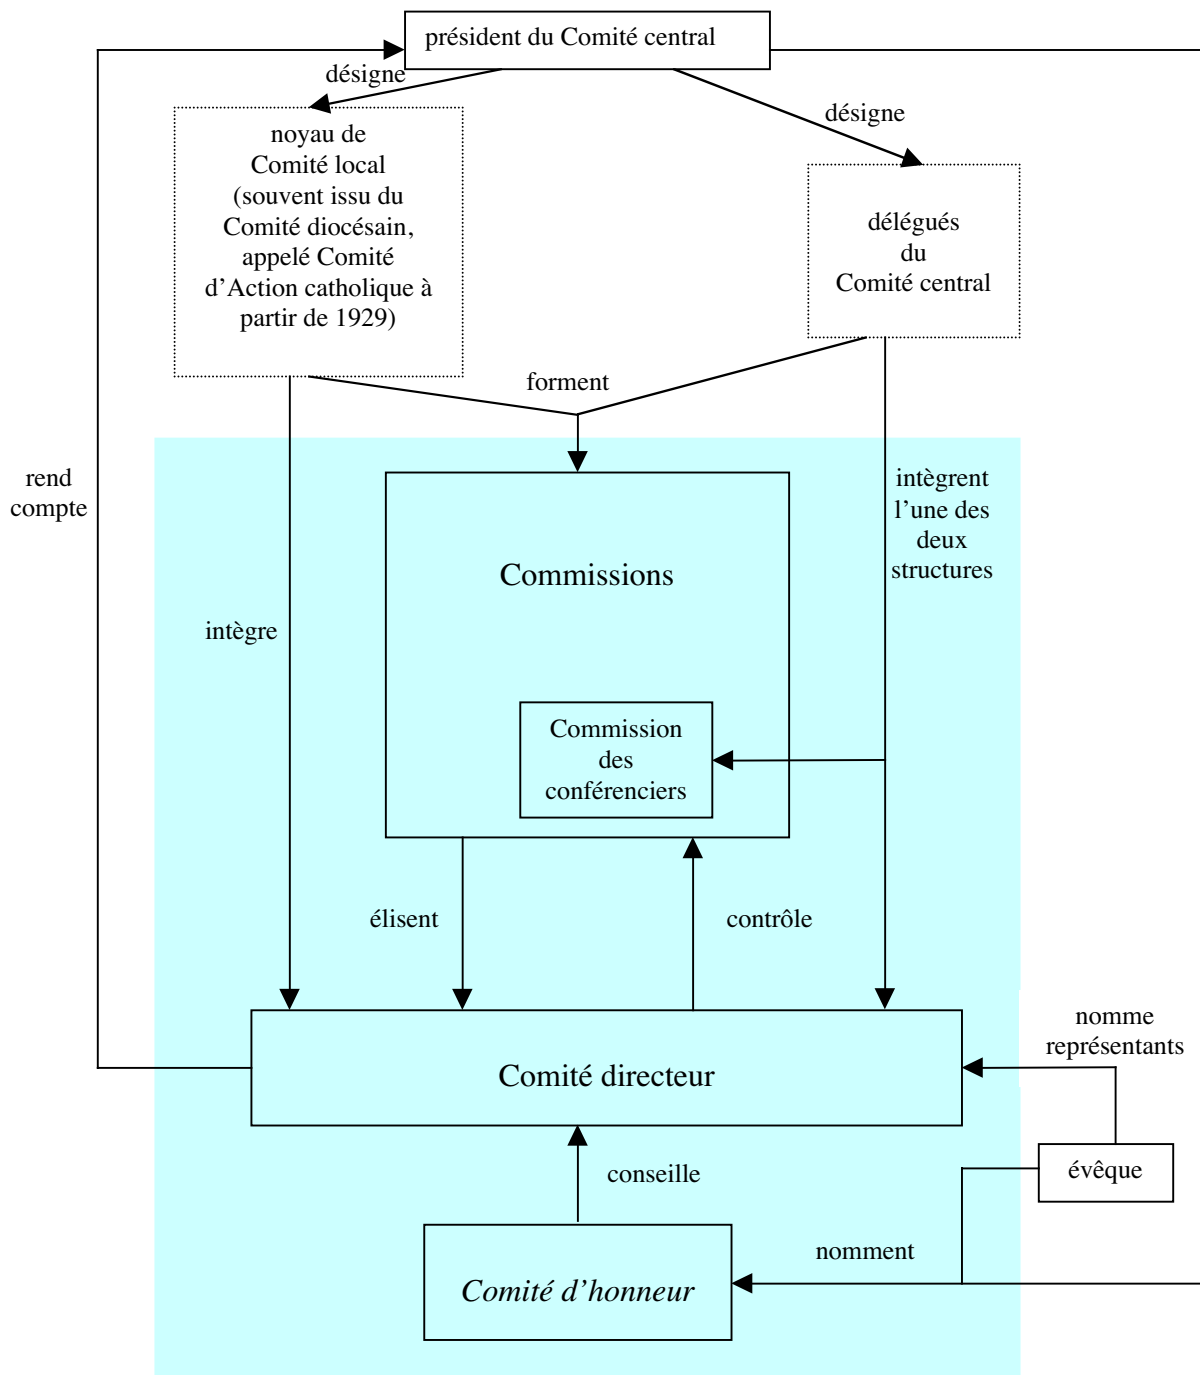 président du Comité central
désigne
désigne
noyau de
Comité local
(souvent issu du
Comité diocésain,
appelé Comité
d’Action catholique à
partir de 1929)
délégués
du
Comité central
forment
rend
compte
intègrent
l’une des
deux
structures
Commissions
intègre
Commission
des
conférenciers
élisent
contrôle
nomme
représentants
Comité directeur
conseille
évêque
nomment
Comité d’honneur